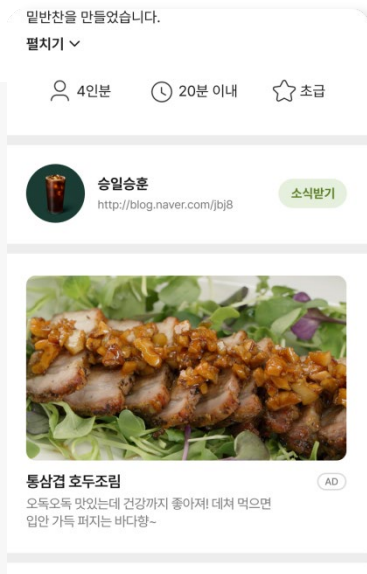 밑반찬을 만들었습니다.
펼치기
4인분
20분 이내
초급
승일승훈
http://blog.naver.com/jbj8
소식받기
통삼겹 호두조림
AD
오독오독 맛있는데 건강까지 좋아져! 데쳐 먹으면
입안 가득 퍼지는 바다향~